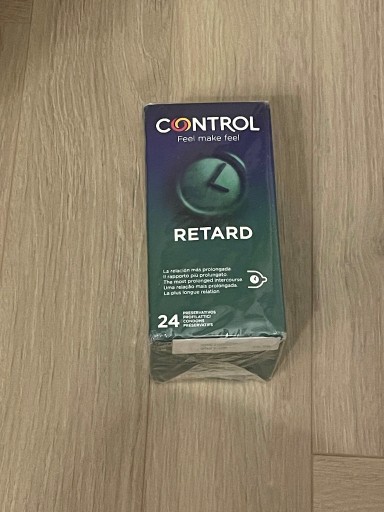 CONTROL
Feel make feel
RETARD
La relación más prolongada
Il rapporto più prolungato.
The most prolonged intercourse
Uma relação mais prolongada.
La plus longue relation
24
PRESERVATIVOS
PROFILATTICI
CONDOMS
PRÉSERVATIFS